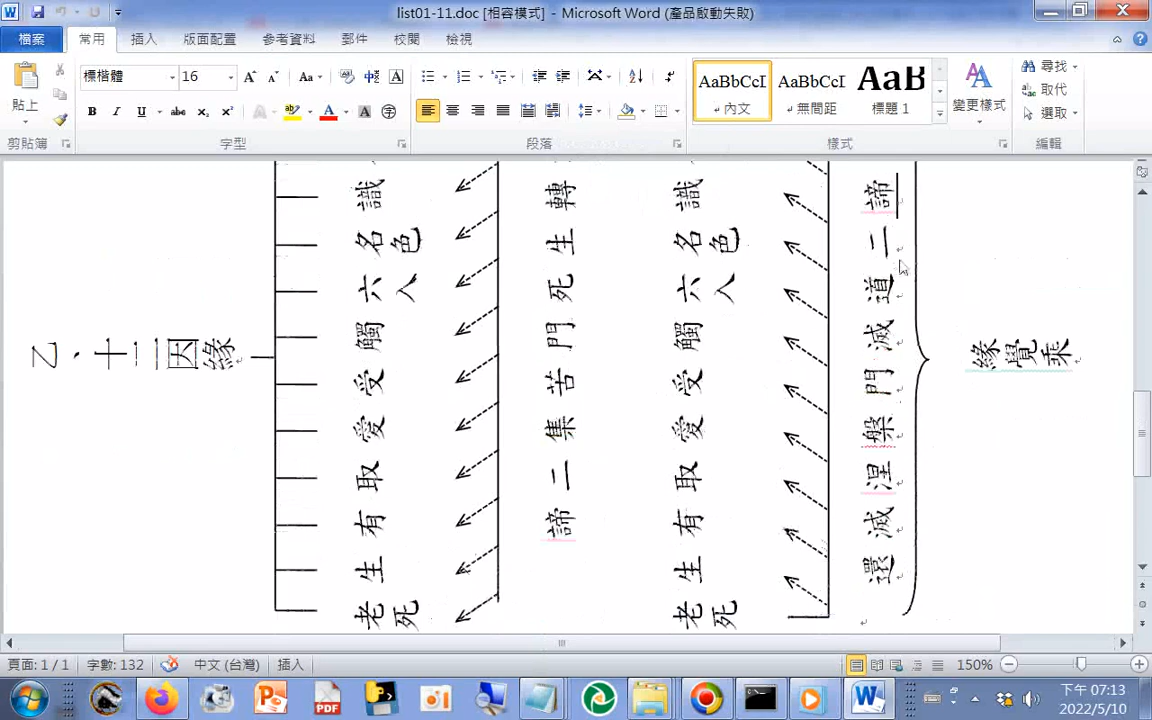 list01-11.doc [相容模式] - Microsoft Word (產品啟動失敗)
檔案 常用 插入 版面配置 參考資料 郵件 校閱 檢視
標楷體 16
貼上
AaBbCcI AaBbCcI AaB
內文 無間距 標題 1
變更樣式
尋找
取代
選取
剪貼簿 字型 段落 樣式 編輯
乙、十二因緣
識
名色
六入
觸
受
愛
取
有
生
老死
轉生死門苦集二諦
識
名色
六入
觸
受
愛
取
有
生
老死
諦二道滅門槃涅滅還
緣覺乘
頁面: 1 / 1 字數: 132 中文 (台灣) 插入 150%
PDF
下午 07:13
2022/5/10